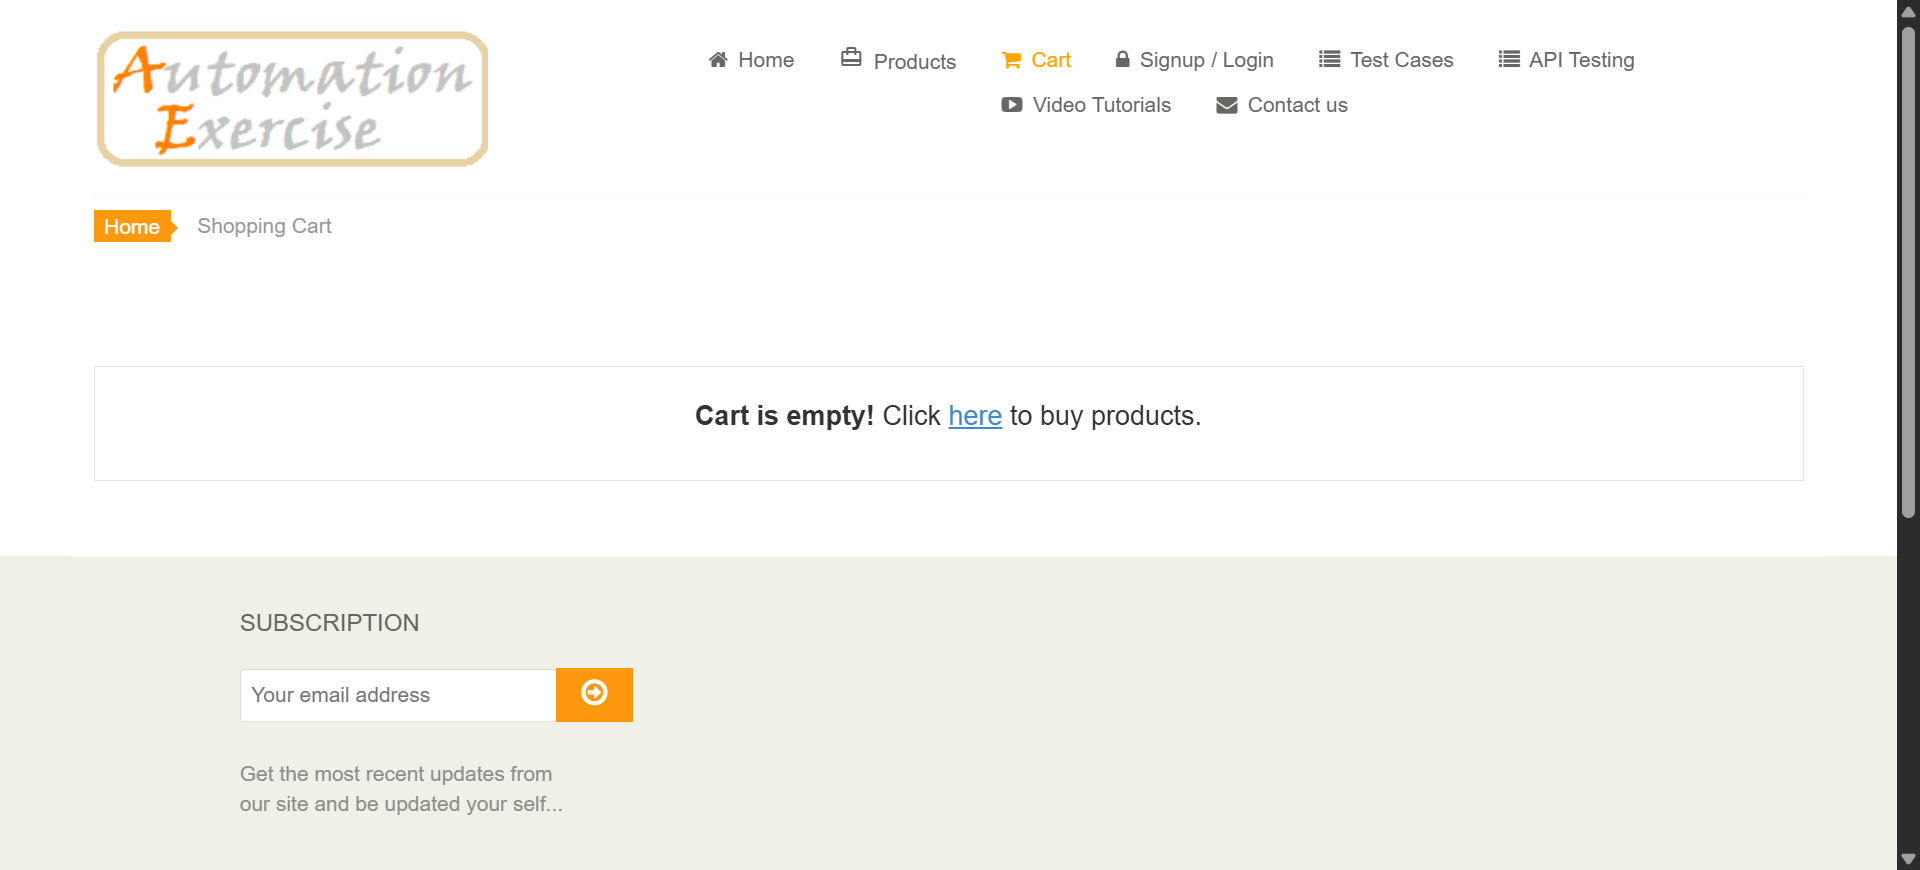 Automation
Exercise
Home
Products
Cart
Signup / Login
Test Cases
API Testing
Video Tutorials
Contact us
Home
Shopping Cart
Cart is empty! Click here to buy products.
SUBSCRIPTION
Your email address
Get the most recent updates from
our site and be updated your self...